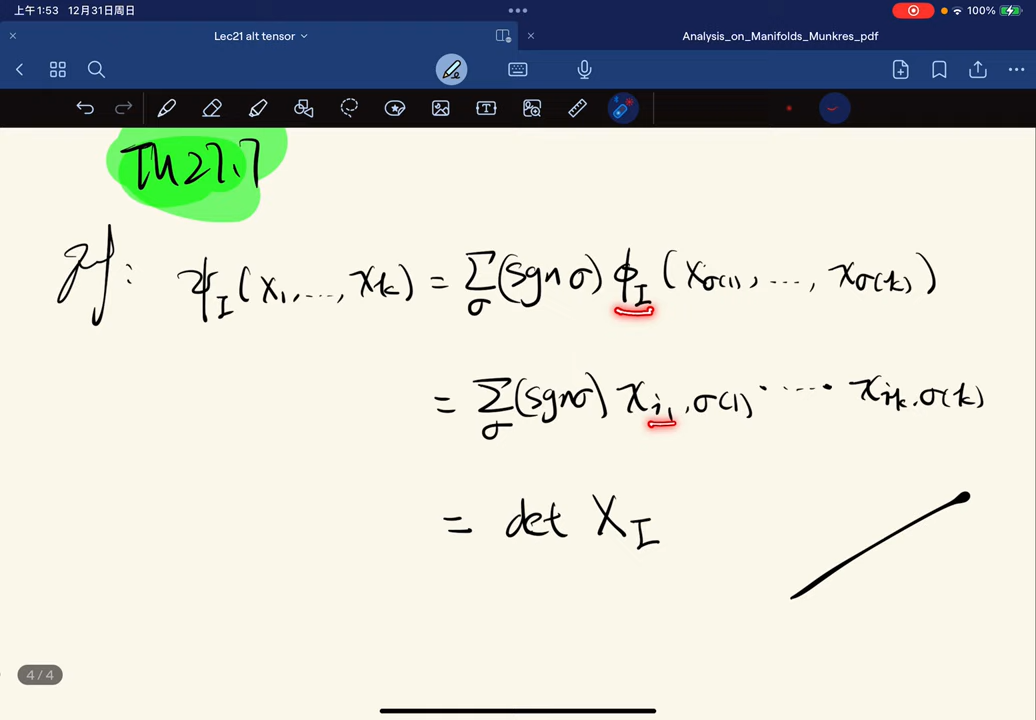 上午1:53 12月31日周日
100%
Lec21 alt tensor
Analysis_on_Manifolds_Munkres_pdf
TH 27.7
pf: ψ_I(x_1, ..., x_k) = Σ_σ (sgn σ) ϕ_I (x_σ(1), ..., x_σ(k))
= Σ_σ (sgn σ) x_{i_1, σ(1)} ..... x_{i_k, σ(k)}
= det X_I
4/4